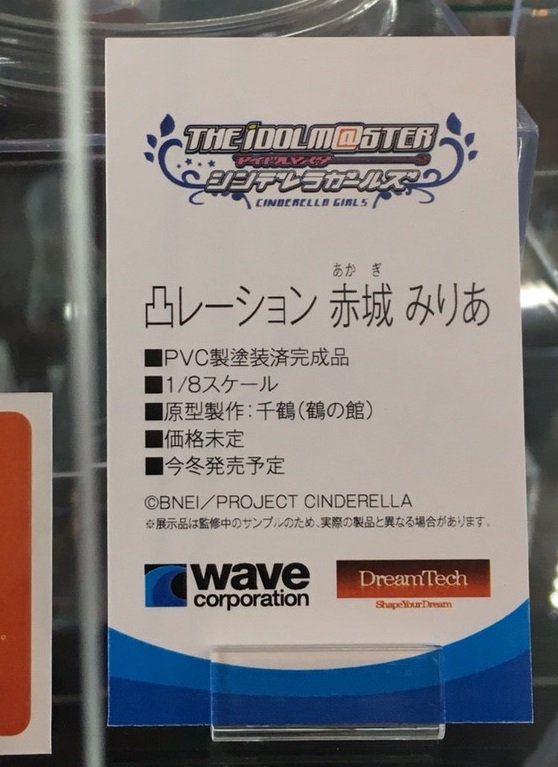 THE iDOLM@STER
アイドルマスター
シンデレラガールズ
CINDERELLA GIRLS
あか ぎ
凸レーション 赤城 みりあ
■PVC製塗装済完成品
■1/8スケール
■原型製作：千鶴（鶴の館）
■価格未定
■今冬発売予定
©BNEI／PROJECT CINDERELLA
※展示品は監修中のサンプルのため、実際の製品と異なる場合があります。
wave
corporation
DreamTech
ShapeYourDream